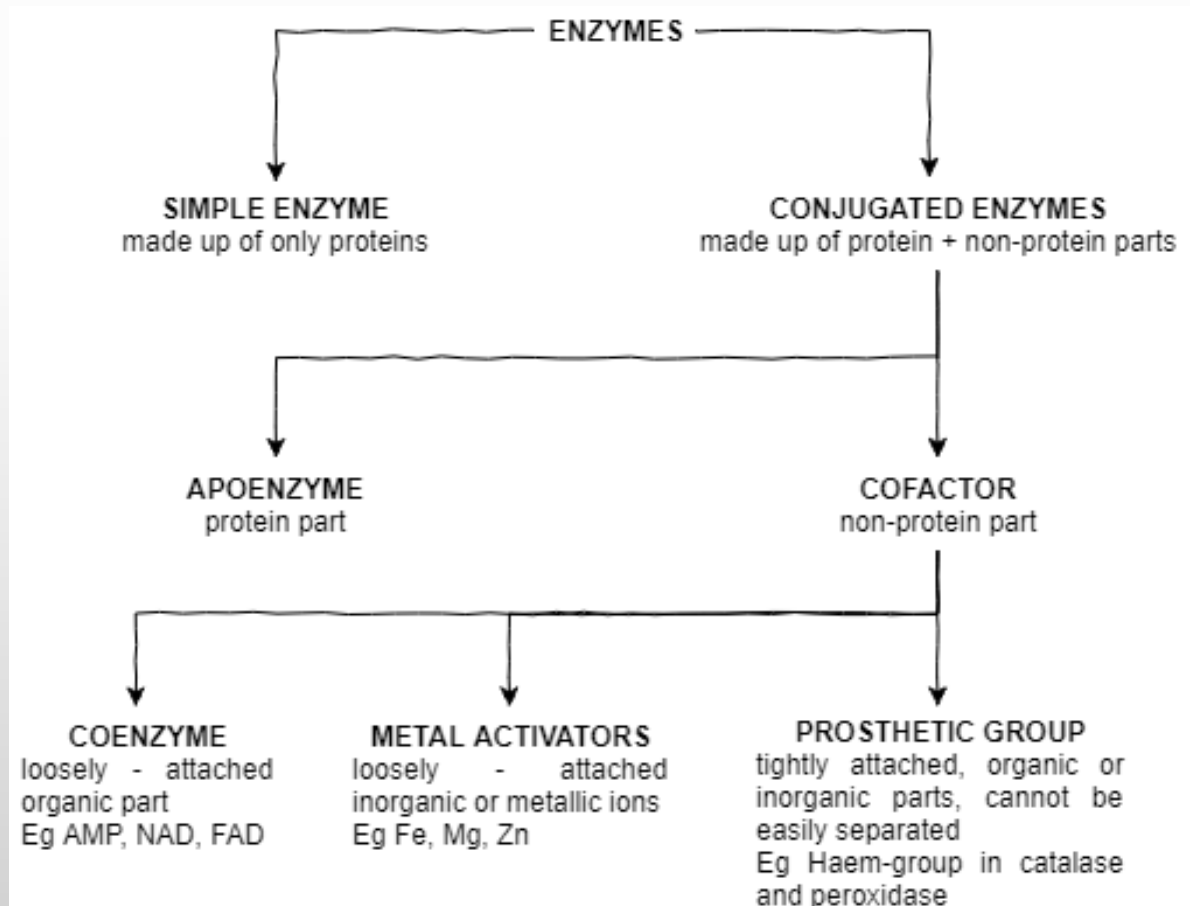 ENZYMES
SIMPLE ENZYME
made up of only proteins
CONJUGATED ENZYMES
made up of protein + non-protein parts
APOENZYME
protein part
COFACTOR
non-protein part
COENZYME
loosely - attached
organic part
Eg AMP, NAD, FAD
METAL ACTIVATORS
loosely - attached
inorganic or metallic ions
Eg Fe, Mg, Zn
PROSTHETIC GROUP
tightly attached, organic or
inorganic parts, cannot be
easily separated
Eg Haem-group in catalase
and peroxidase